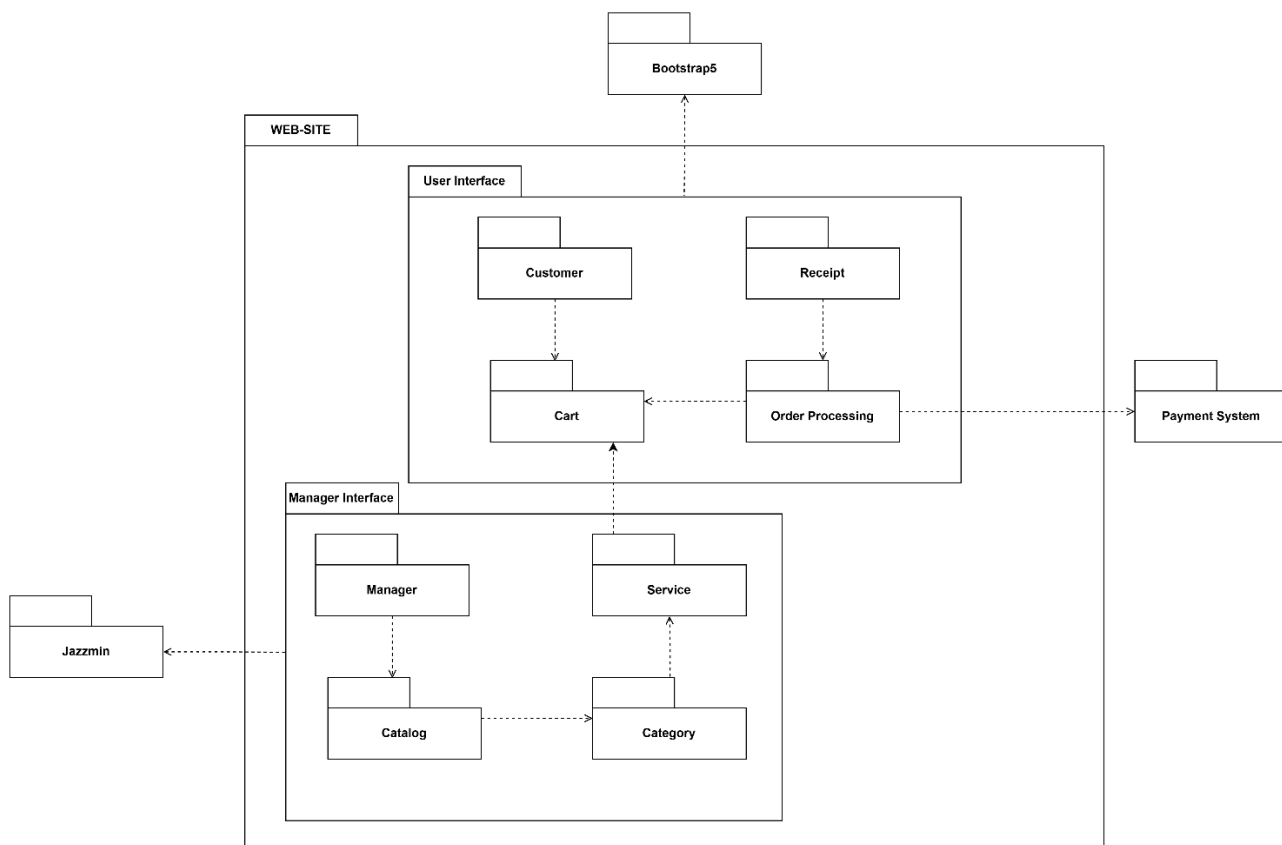 Bootstrap5
WEB-SITE
User Interface
Customer
Receipt
Cart
Order Processing
Payment System
Manager Interface
Manager
Service
Jazzmin
Catalog
Category